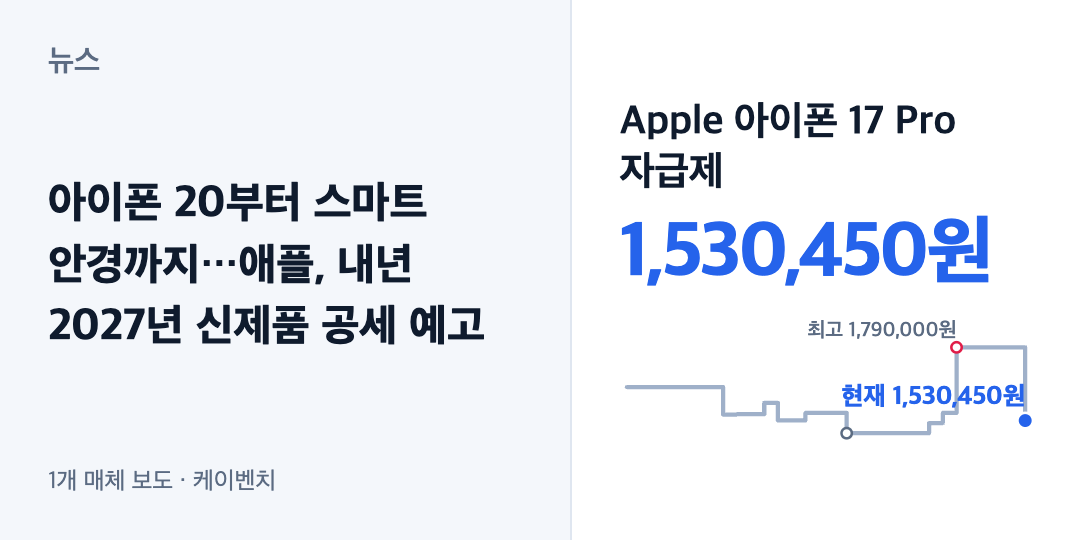 뉴스
아이폰 20부터 스마트
안경까지…애플, 내년
2027년 신제품 공세 예고
1개 매체 보도 · 케이벤치
Apple 아이폰 17 Pro
자급제
1,530,450원
최고 1,790,000원
현재 1,530,450원